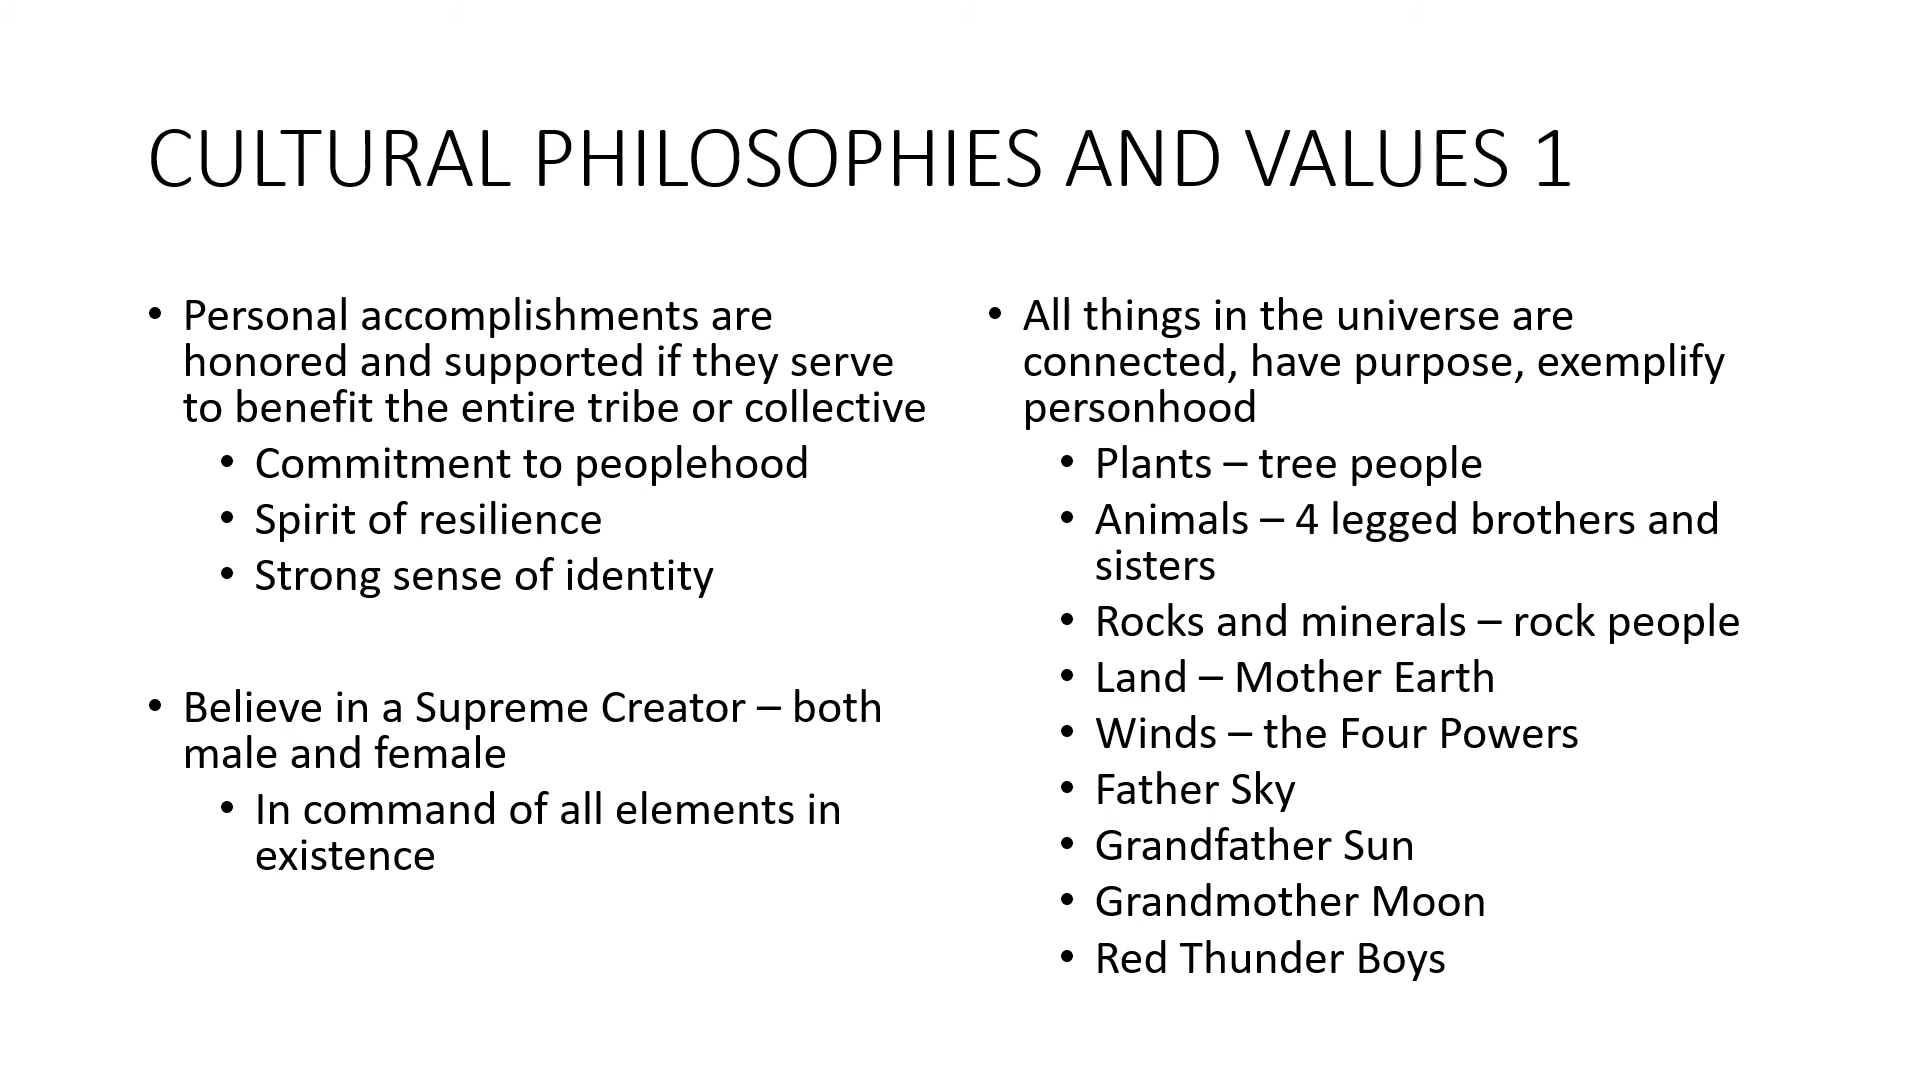 CULTURAL PHILOSOPHIES AND VALUES 1
• Personal accomplishments are
honored and supported if they serve
to benefit the entire tribe or collective
• Commitment to peoplehood
• Spirit of resilience
• Strong sense of identity
• Believe in a Supreme Creator – both
male and female
• In command of all elements in
existence
• All things in the universe are
connected, have purpose, exemplify
personhood
• Plants – tree people
• Animals – 4 legged brothers and
sisters
• Rocks and minerals – rock people
• Land – Mother Earth
• Winds – the Four Powers
• Father Sky
• Grandfather Sun
• Grandmother Moon
• Red Thunder Boys